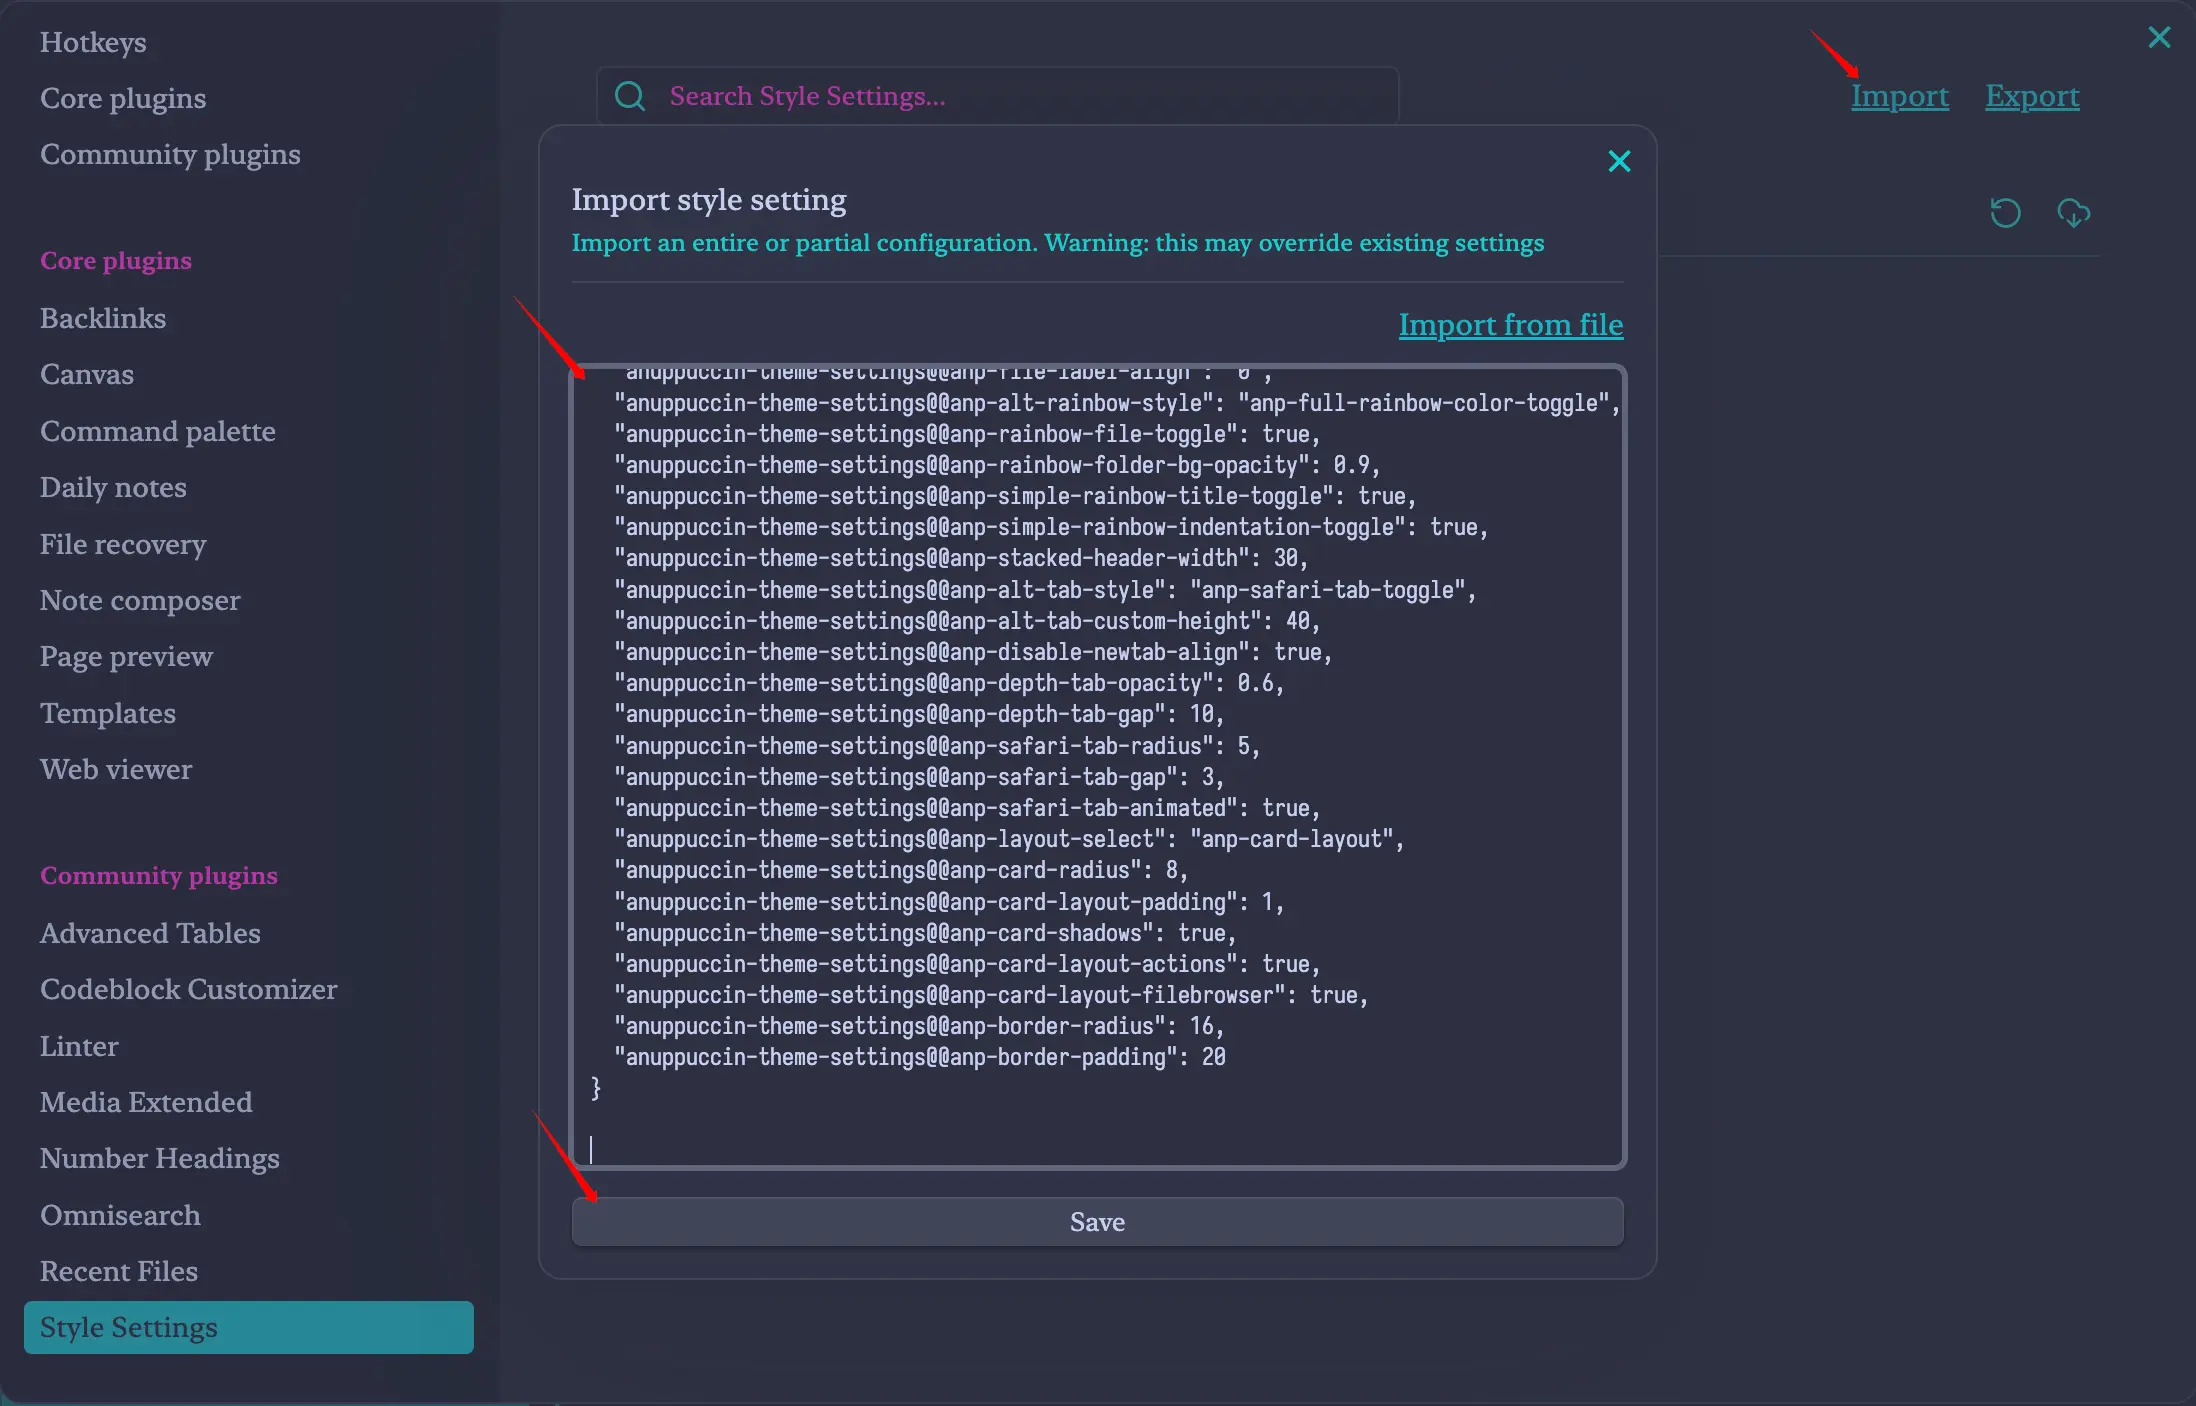 Hotkeys
Core plugins
Community plugins
Core plugins
Backlinks
Canvas
Command palette
Daily notes
File recovery
Note composer
Page preview
Templates
Web viewer
Community plugins
Advanced Tables
Codeblock Customizer
Linter
Media Extended
Number Headings
Omnisearch
Recent Files
Style Settings
Search Style Settings...
Import
Export
Import style setting
Import an entire or partial configuration. Warning: this may override existing settings
Import from file
"anuppuccin-theme-settings@@anp-file-label-align": "0",
"anuppuccin-theme-settings@@anp-alt-rainbow-style": "anp-full-rainbow-color-toggle",
"anuppuccin-theme-settings@@anp-rainbow-file-toggle": true,
"anuppuccin-theme-settings@@anp-rainbow-folder-bg-opacity": 0.9,
"anuppuccin-theme-settings@@anp-simple-rainbow-title-toggle": true,
"anuppuccin-theme-settings@@anp-simple-rainbow-indentation-toggle": true,
"anuppuccin-theme-settings@@anp-stacked-header-width": 30,
"anuppuccin-theme-settings@@anp-alt-tab-style": "anp-safari-tab-toggle",
"anuppuccin-theme-settings@@anp-alt-tab-custom-height": 40,
"anuppuccin-theme-settings@@anp-disable-newtab-align": true,
"anuppuccin-theme-settings@@anp-depth-tab-opacity": 0.6,
"anuppuccin-theme-settings@@anp-depth-tab-gap": 10,
"anuppuccin-theme-settings@@anp-safari-tab-radius": 5,
"anuppuccin-theme-settings@@anp-safari-tab-gap": 3,
"anuppuccin-theme-settings@@anp-safari-tab-animated": true,
"anuppuccin-theme-settings@@anp-layout-select": "anp-card-layout",
"anuppuccin-theme-settings@@anp-card-radius": 8,
"anuppuccin-theme-settings@@anp-card-layout-padding": 1,
"anuppuccin-theme-settings@@anp-card-shadows": true,
"anuppuccin-theme-settings@@anp-card-layout-actions": true,
"anuppuccin-theme-settings@@anp-card-layout-filebrowser": true,
"anuppuccin-theme-settings@@anp-border-radius": 16,
"anuppuccin-theme-settings@@anp-border-padding": 20
}
Save